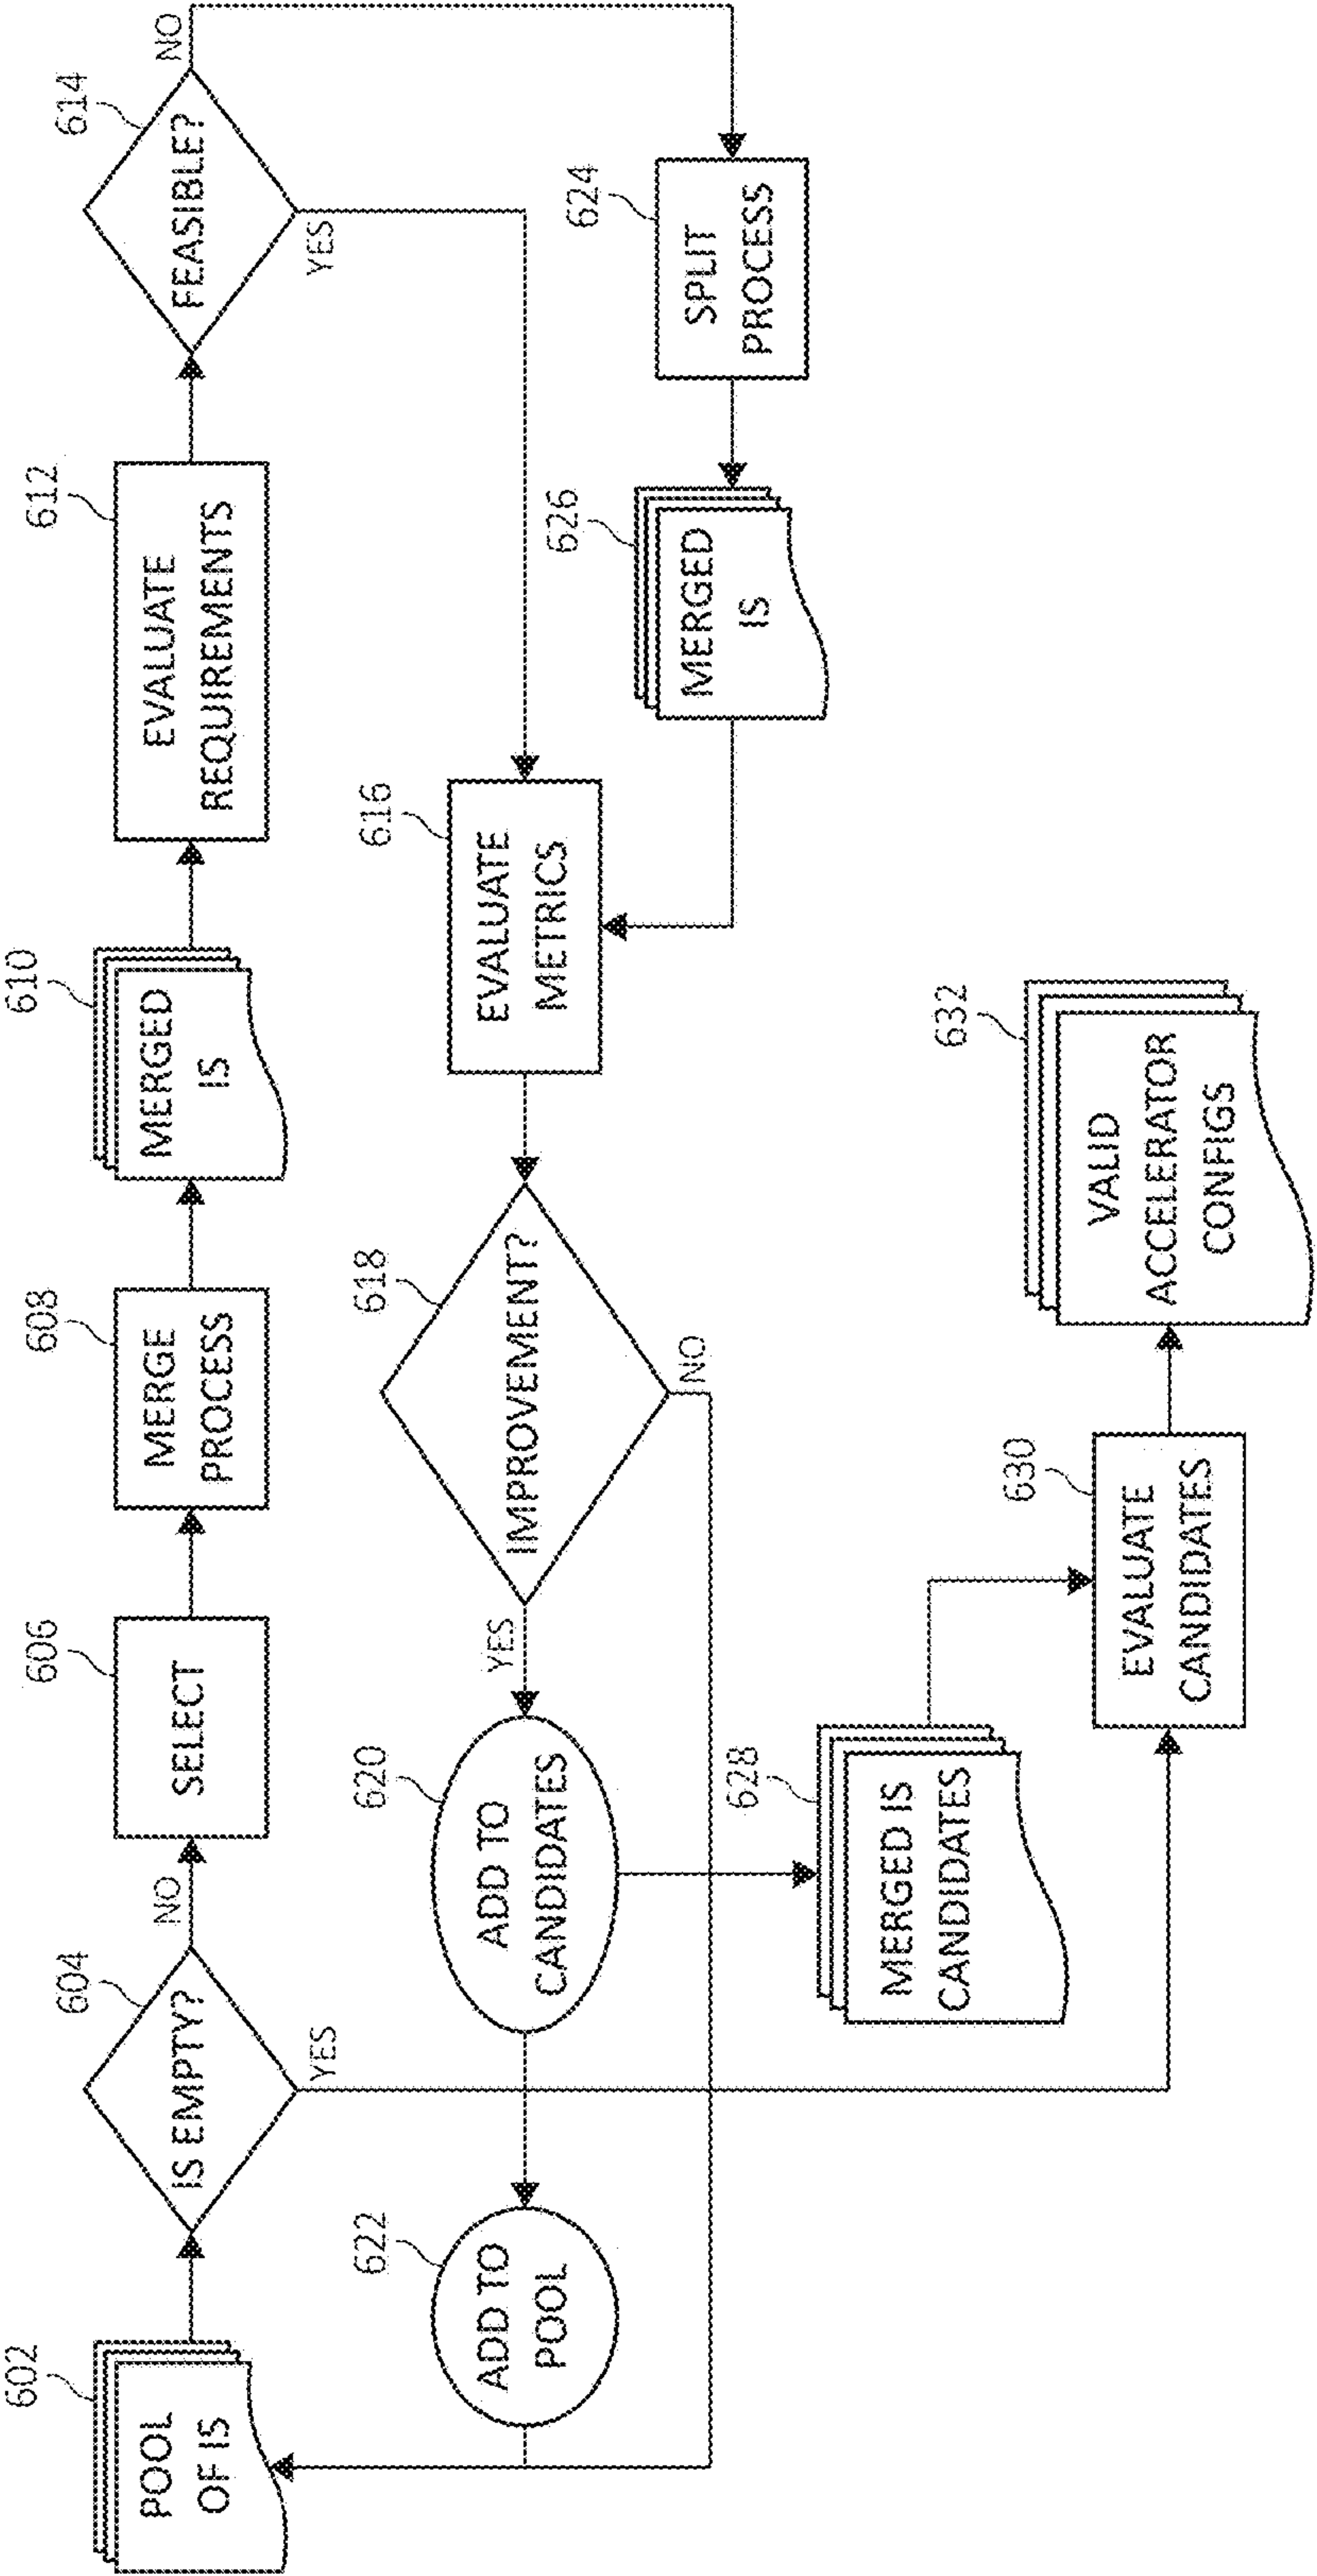 602
POOL
OF IS
604
IS EMPTY?
NO
YES
606
SELECT
608
MERGE
PROCESS
610
MERGED
IS
612
EVALUATE
REQUIREMENTS
614
FEASIBLE?
NO
YES
622
ADD TO
POOL
620
ADD TO
CANDIDATES
YES
618
IMPROVEMENT?
NO
616
EVALUATE
METRICS
626
MERGED
IS
624
SPLIT
PROCESS
628
MERGED IS
CANDIDATES
630
EVALUATE
CANDIDATES
632
VALID
ACCELERATOR
CONFIGS